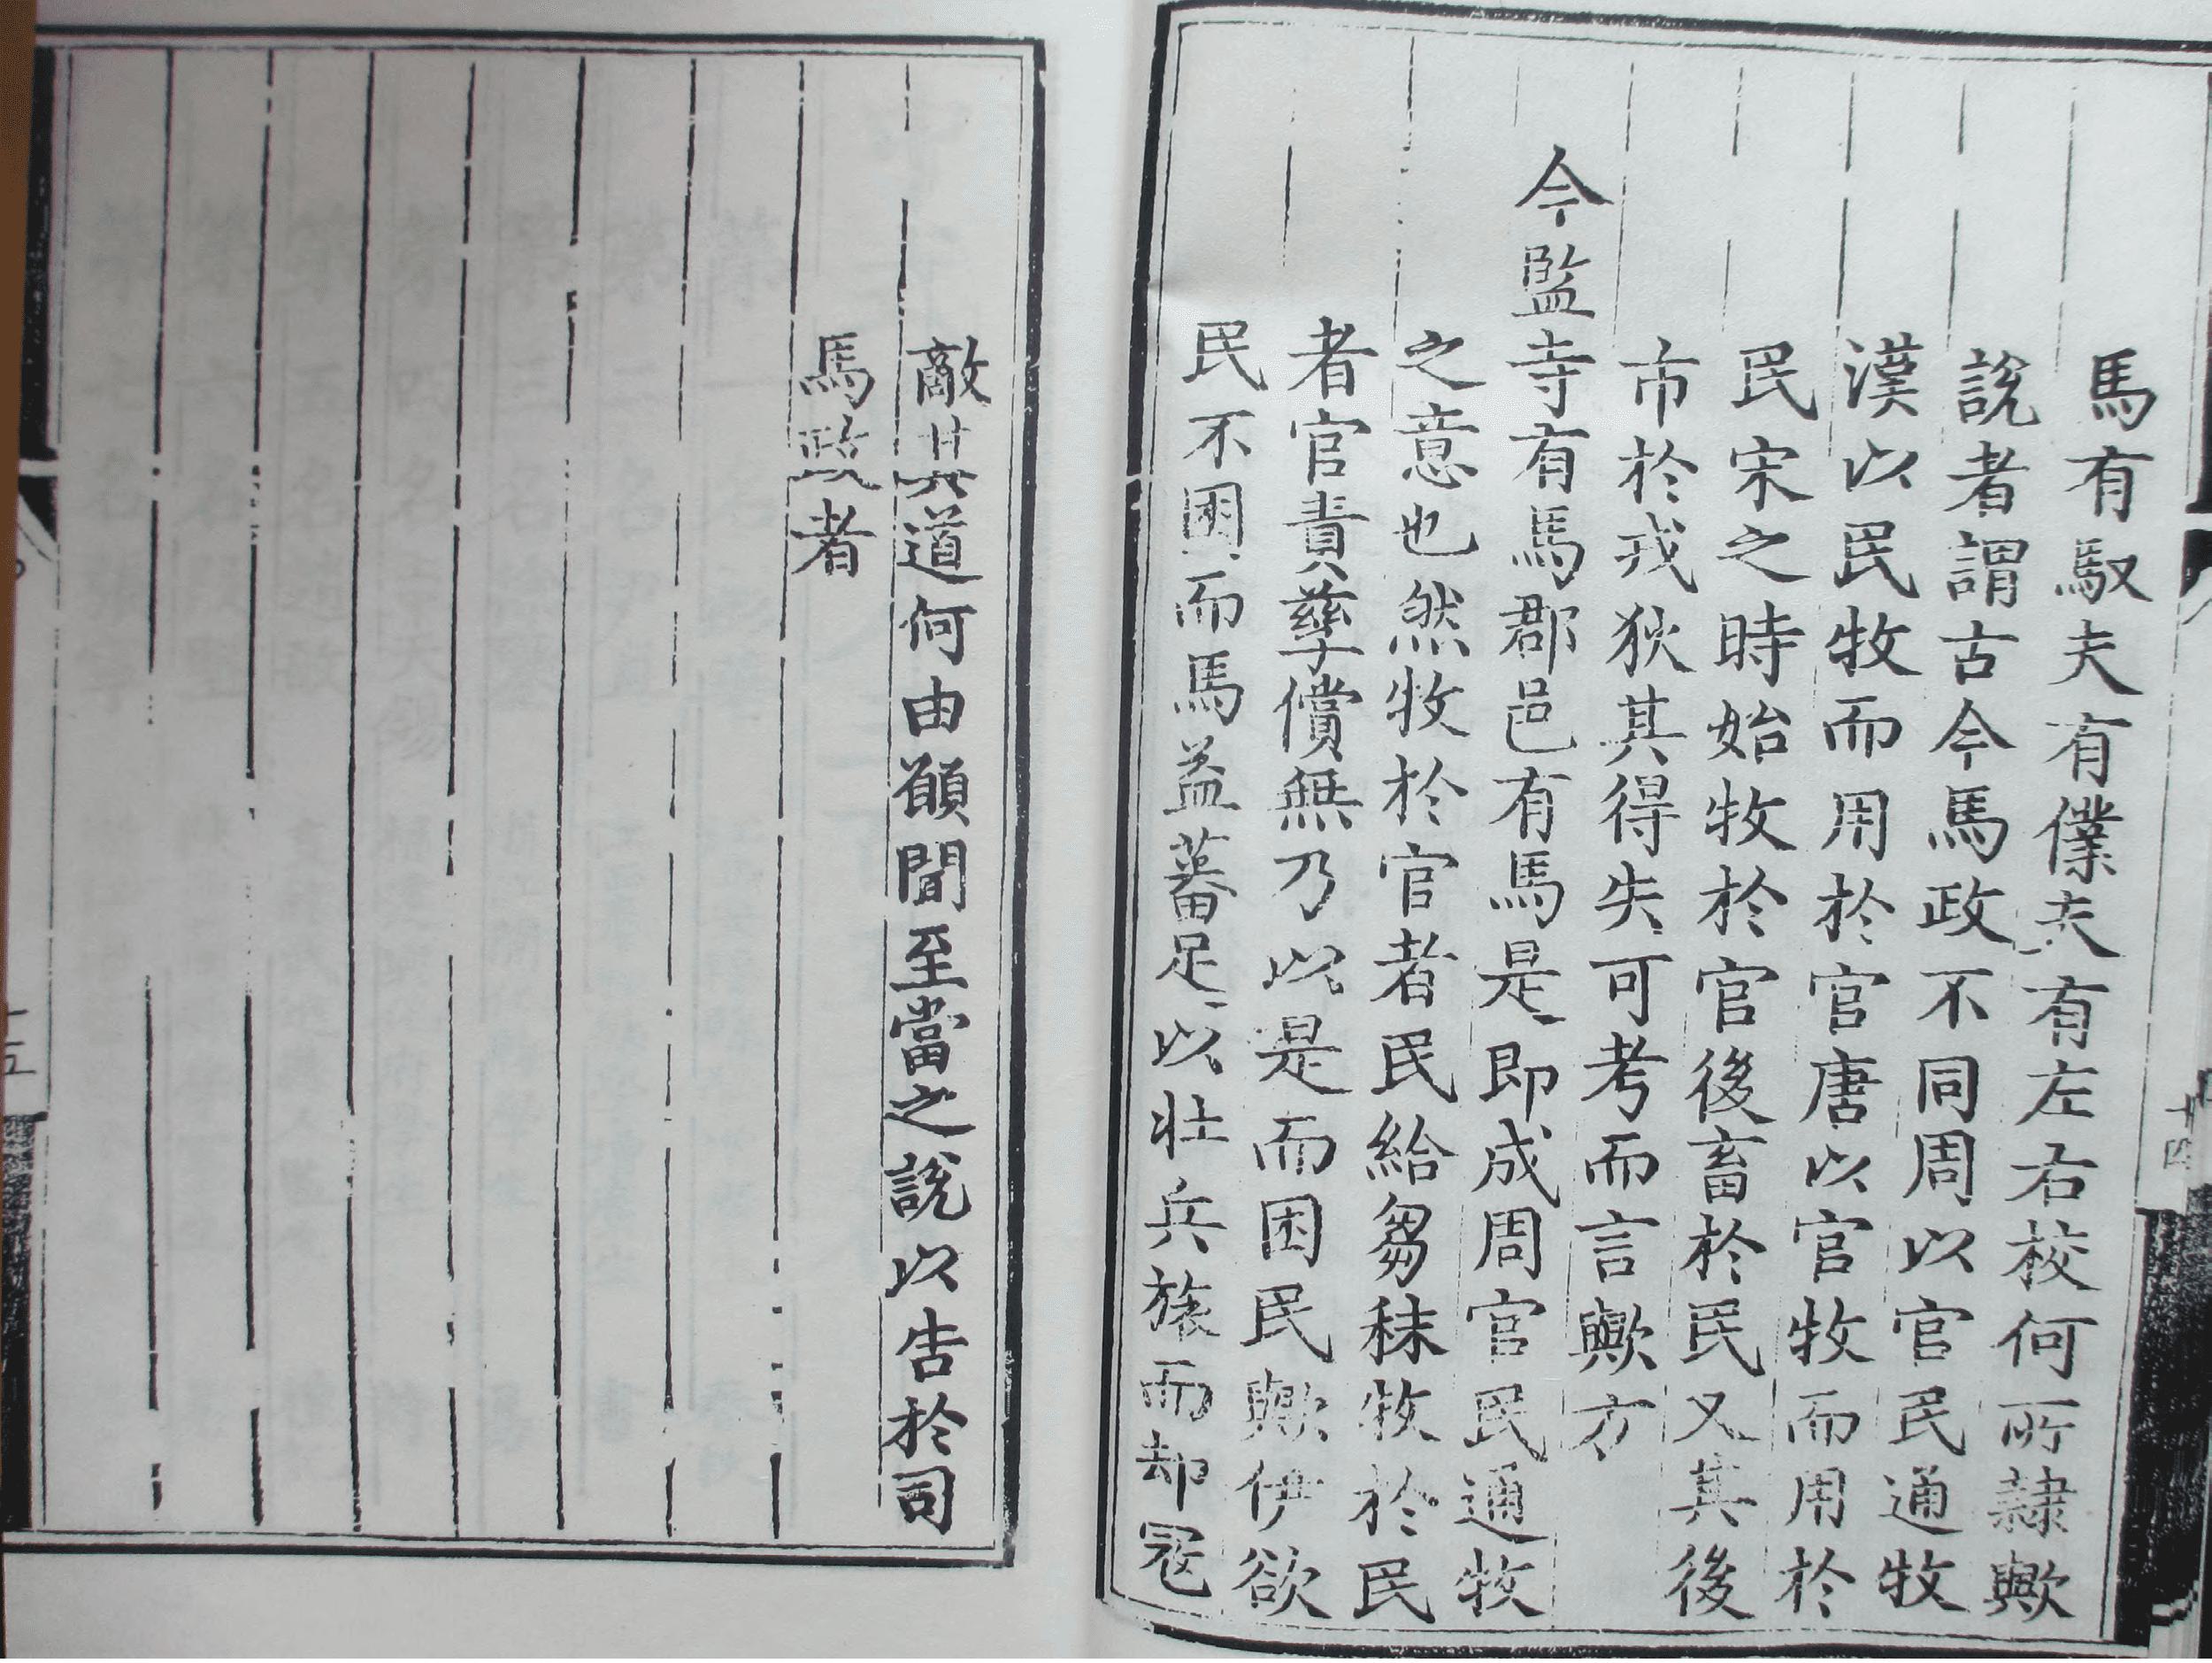 馬有馭夫有僕夫有左右校何所隷歟
說者謂古今馬政不同周以官民通牧
漢以民牧而用於官唐以官牧而用於
民宋之時始牧於官後畜於民又其後
市於戎狄其得失可考而言歟方
今監寺有馬郡邑有馬是即成周官民通牧
之意也然牧於官者民給芻秣牧於民
者官責孳償無乃以是而困民歟伊欲
民不困而馬益蕃足以壯兵旅而却冦
敵其道何由願聞至當之說以告於司
馬政者
十四
十五